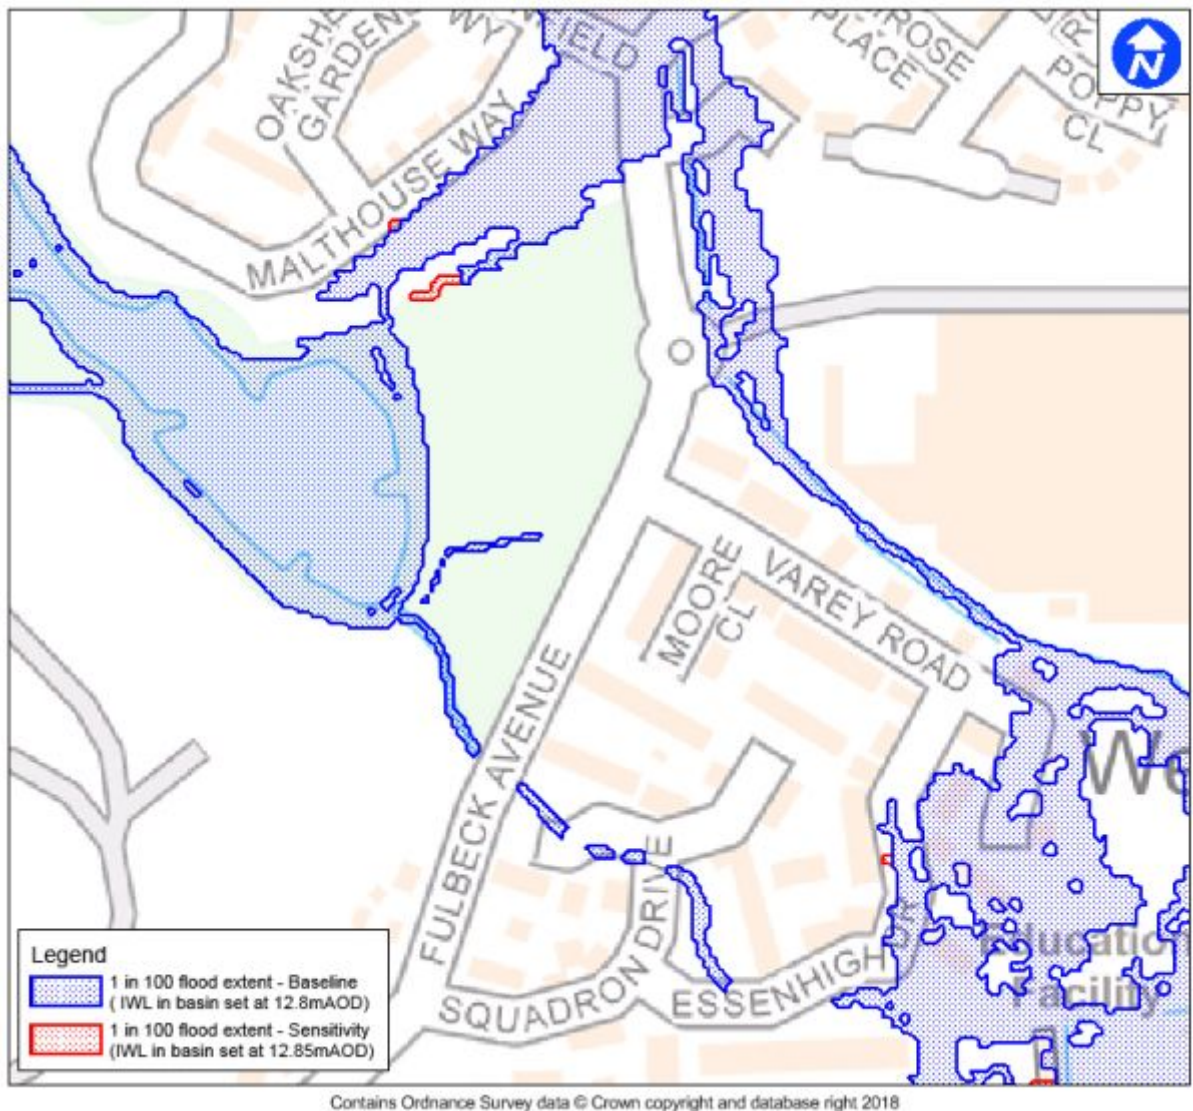 OAKSHE
GARDENS
WY
FIELD
PLACE
ROSE
POPPY
CL
N
MALTHOUSE WAY
MOORE
CL
VAREY ROAD
FULBECK AVENUE
SQUADRON DRIVE
ESSENHIGH DR
We
Education
Facility
Legend
1 in 100 flood extent - Baseline
( IWL in basin set at 12.8mAOD)
1 in 100 flood extent - Sensitivity
(IWL in basin set at 12.85mAOD)
Contains Ordnance Survey data © Crown copyright and database right 2018